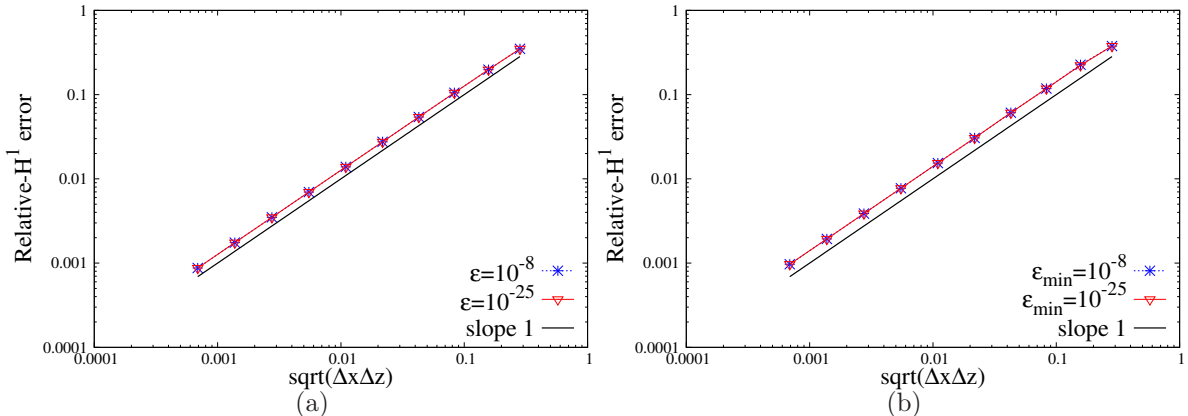 1
0.1
0.01
0.001
0.0001
0.0001
0.001
0.01
0.1
1
Relative-H¹ error
sqrt(ΔxΔz)
ε=10⁻⁸
ε=10⁻²⁵
slope 1
(a)
1
0.1
0.01
0.001
0.0001
0.0001
0.001
0.01
0.1
1
Relative-H¹ error
sqrt(ΔxΔz)
εmin=10⁻⁸
εmin=10⁻²⁵
slope 1
(b)